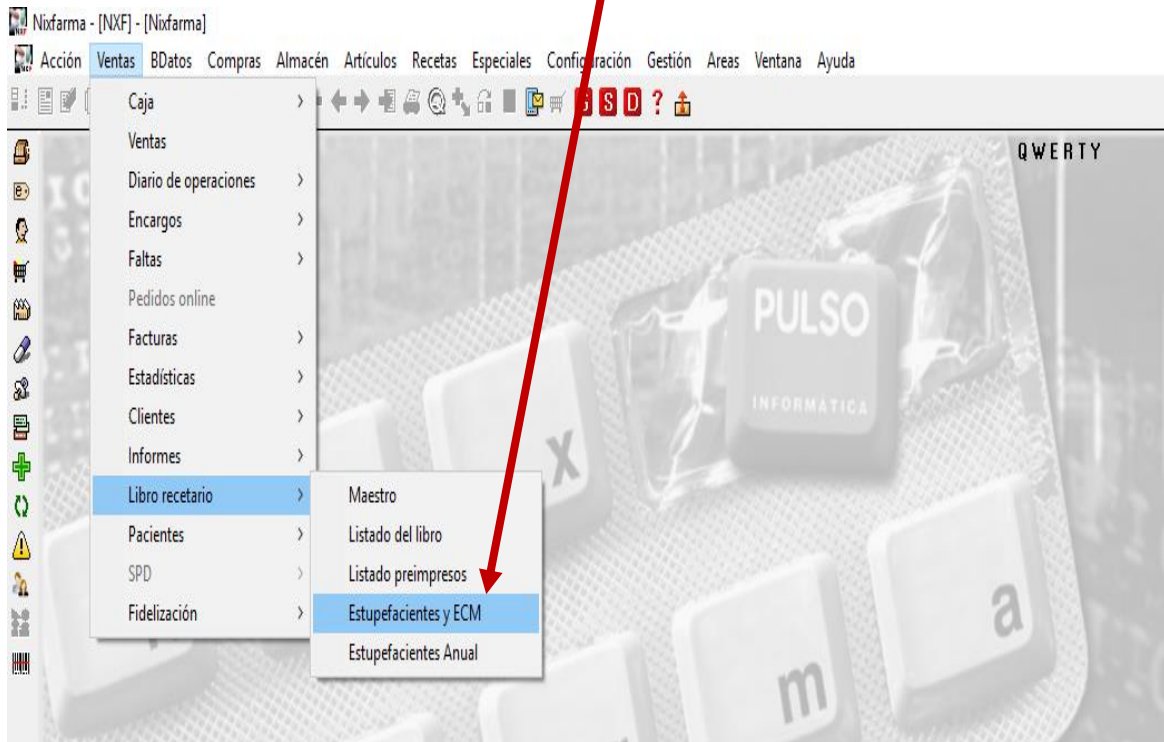 Nixfarma - [NXF] - [Nixfarma]
Acción Ventas BDatos Compras Almacén Artículos Recetas Especiales Configuración Gestión Areas Ventana Ayuda
S D ?
Caja
Ventas
Diario de operaciones
Encargos
Faltas
Pedidos online
Facturas
Estadísticas
Clientes
Informes
Libro recetario
Pacientes
SPD
Fidelización
Maestro
Listado del libro
Listado preimpresos
Estupefacientes y ECM
Estupefacientes Anual
QWERTY
PULSO
INFORMATICA
x
a
m